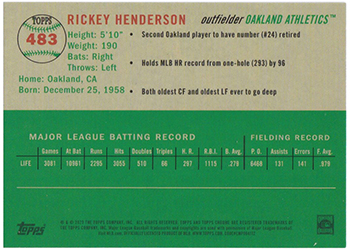 TOPPS
483
RICKEY HENDERSON
outfielder OAKLAND ATHLETICS™
Height: 5'10"
Weight: 190
Bats: Right
Throws: Left
Home: Oakland, CA
Born: December 25, 1958
• Second Oakland player to have number (#24) retired
• Holds MLB HR record from one-hole (293) by 96
• Both oldest CF and oldest LF ever to go deep
MAJOR LEAGUE BATTING RECORD FIELDING RECORD
Games At Bat Runs Hits Doubles Triples H.R. R.B.I. B. Avg. P.O. Assists Errors F. Avg.
LIFE 3081 10961 2295 3055 510 66 297 1115 .279 6468 131 141 .979
Topps